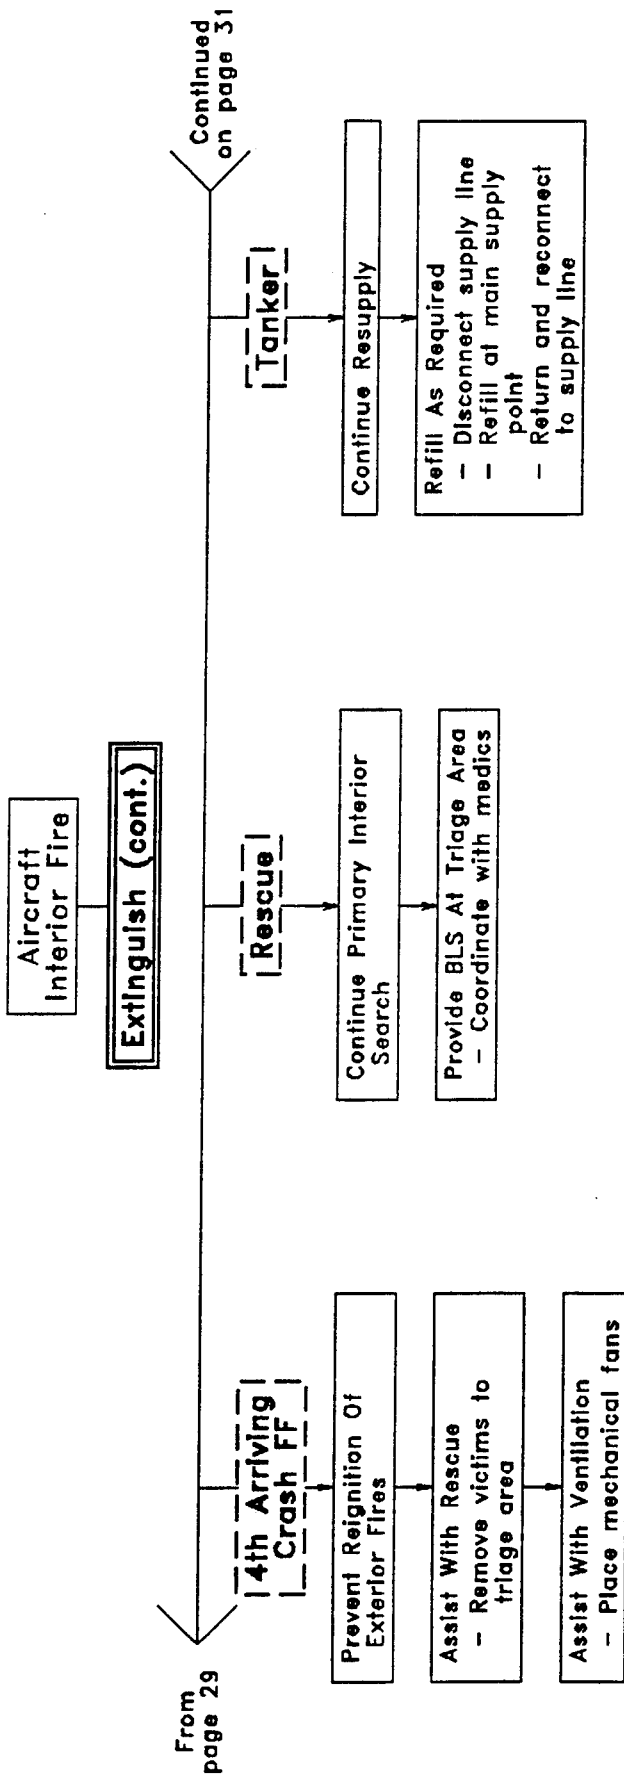 Aircraft
Interior Fire
Extinguish (cont.)
From
page 29
Continued
on page 31
4th Arriving
Crash FF
Prevent Reignition Of
Exterior Fires
Assist With Rescue
- Remove victims to
triage area
Assist With Ventilation
- Place mechanical fans
Rescue
Continue Primary Interior
Search
Provide BLS At Triage Area
- Coordinate with medics
Tanker
Continue Resupply
Refill As Required
- Disconnect supply line
- Refill at main supply
point
- Return and reconnect
to supply line